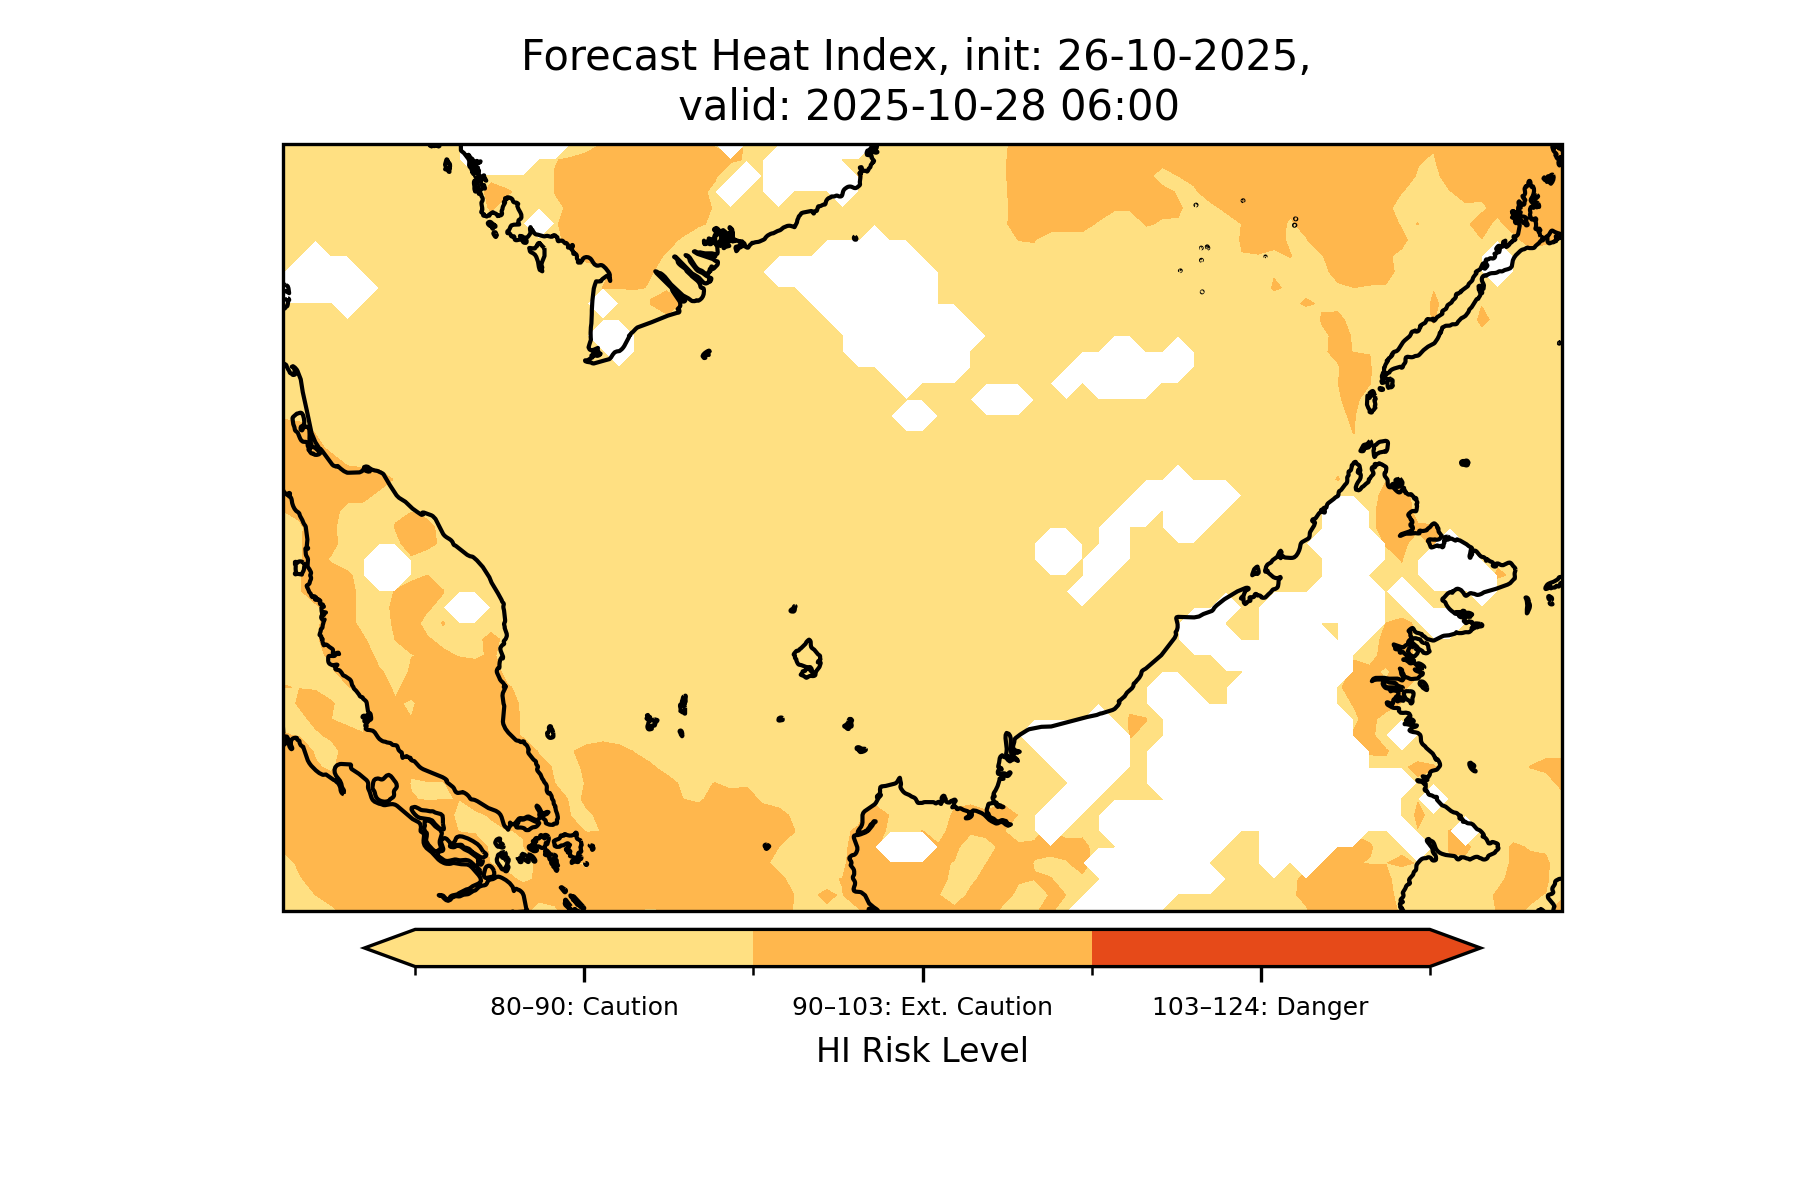 Forecast Heat Index, init: 26-10-2025,
valid: 2025-10-28 06:00
80–90: Caution
90–103: Ext. Caution
103–124: Danger
HI Risk Level